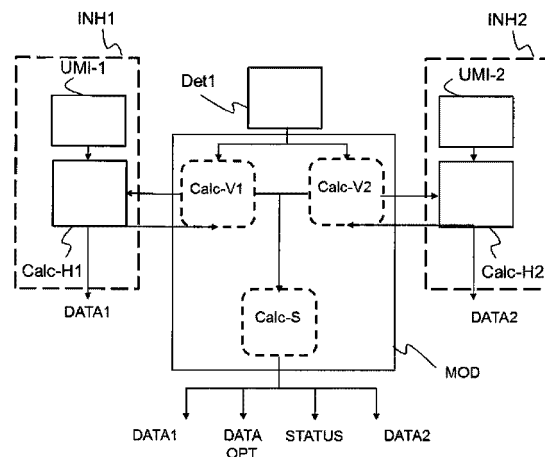 INH1
INH2
UMI-1
Det1
UMI-2
Calc-V1
Calc-V2
Calc-H1
Calc-H2
DATA1
Calc-S
DATA2
MOD
DATA1
DATA
OPT
STATUS
DATA2